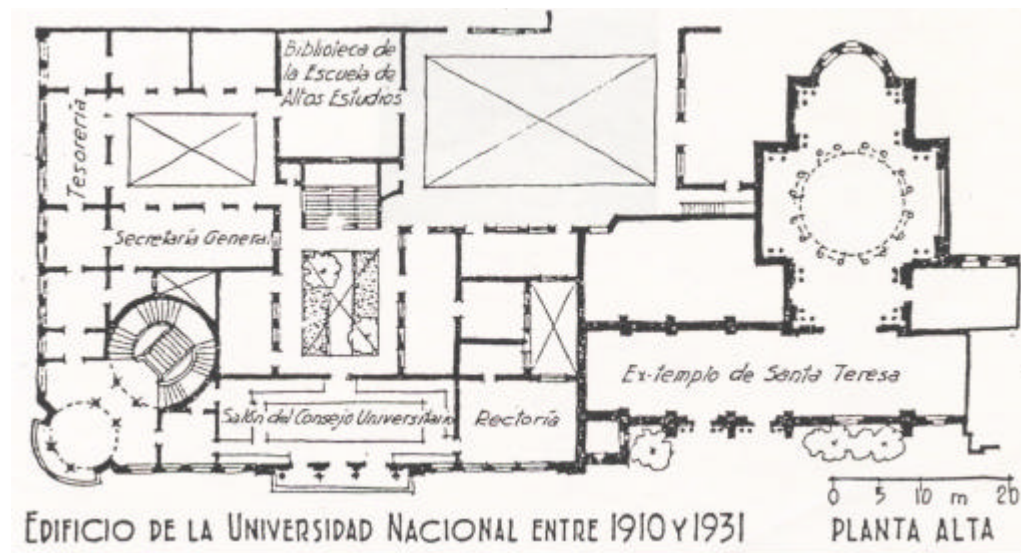 Biblioteca de
la Escuela de
Altos Estudios
Tesorería
Secretaría General
Ex-templo de Santa Teresa
Salón del Consejo Universitario
Rectoría
0 5 10 m 20
EDIFICIO DE LA UNIVERSIDAD NACIONAL ENTRE 1910 Y 1931
PLANTA ALTA